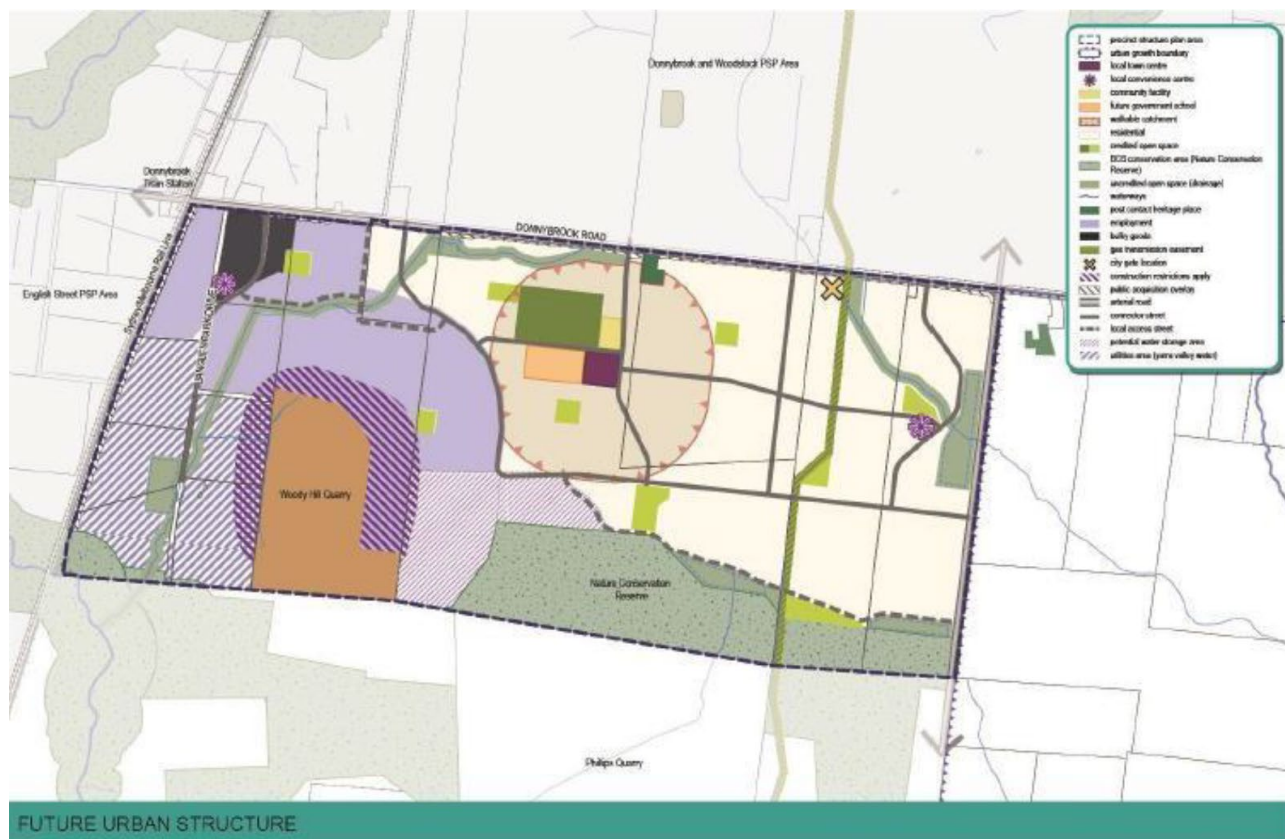 Donnybrook and Woodstock PSP Area
precinct structure plan area
urban growth boundary
local town centre
local convenience centre
community facility
future government school
walkable catchment
residential
credited open space
BCS conservation area (Nature Conservation
Reserve)
uncredited open space (drainage)
waterways
post contact heritage place
employment
bulky goods
gas transmission easement
city gate location
construction restrictions apply
public acquisition overlay
arterial road
connector street
local access street
potential water storage area
utilities area (yarra valley water)
Donnybrook
Train Station
DONNYBROOK ROAD
English Street PSP Area
Sydney Melbourne Rail Line
Woody Hill Quarry
Nature Conservation
Reserve
Phillips Quarry
FUTURE URBAN STRUCTURE